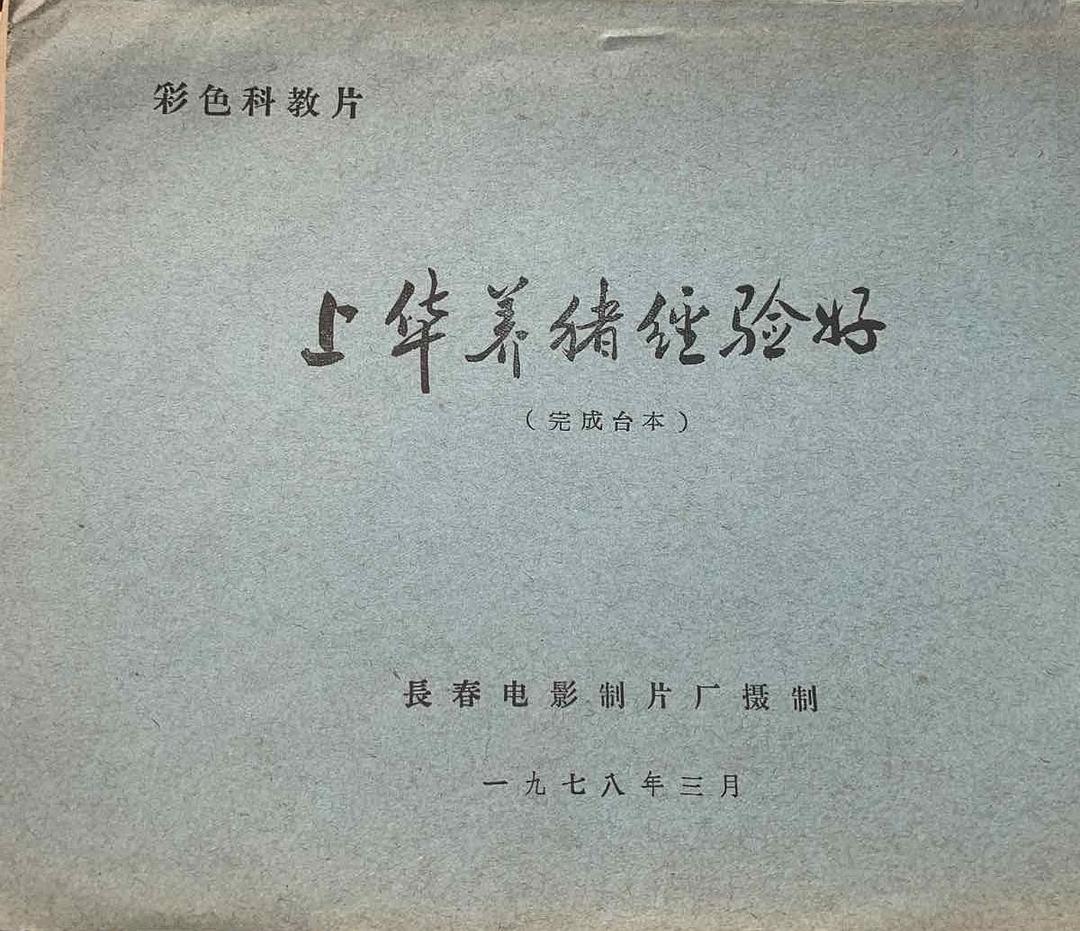 彩色科教片
上华养猪经验好
（完成台本）
長春电影制片厂摄制
一九七八年三月